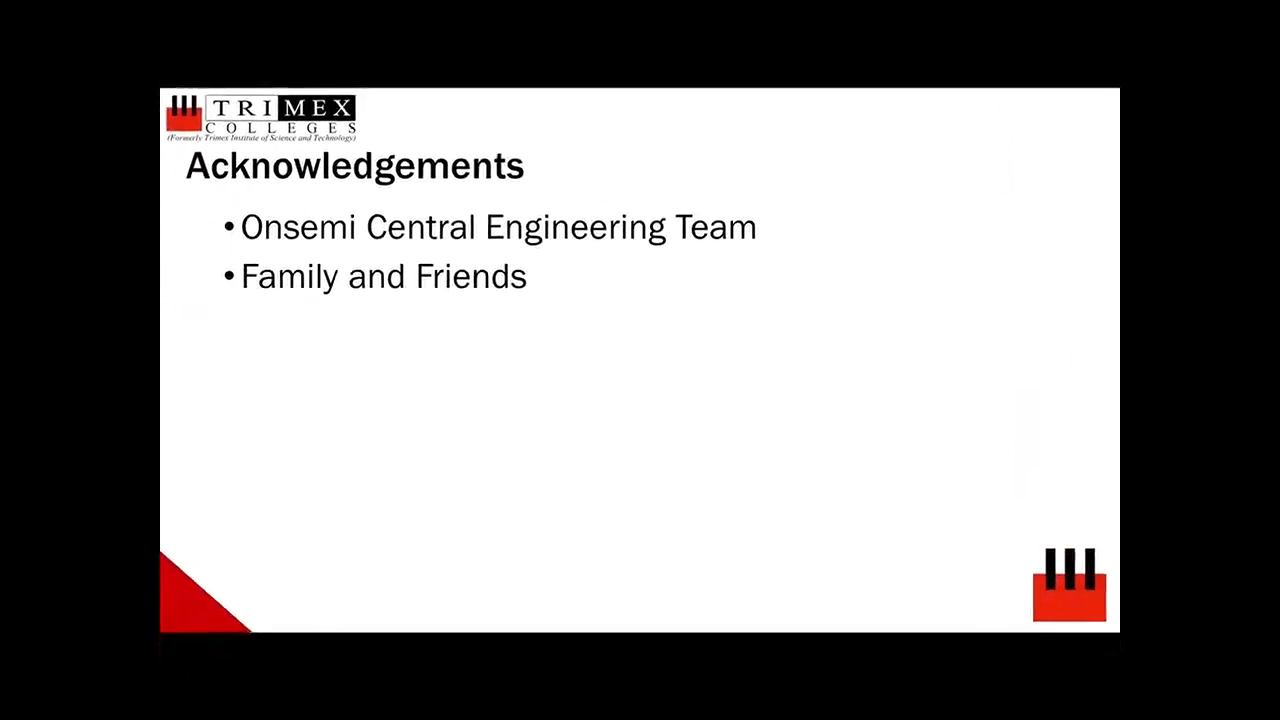 TRIMEX
COLLEGES
(Formerly Trimex Institute of Science and Technology)
Acknowledgements
•Onsemi Central Engineering Team
•Family and Friends